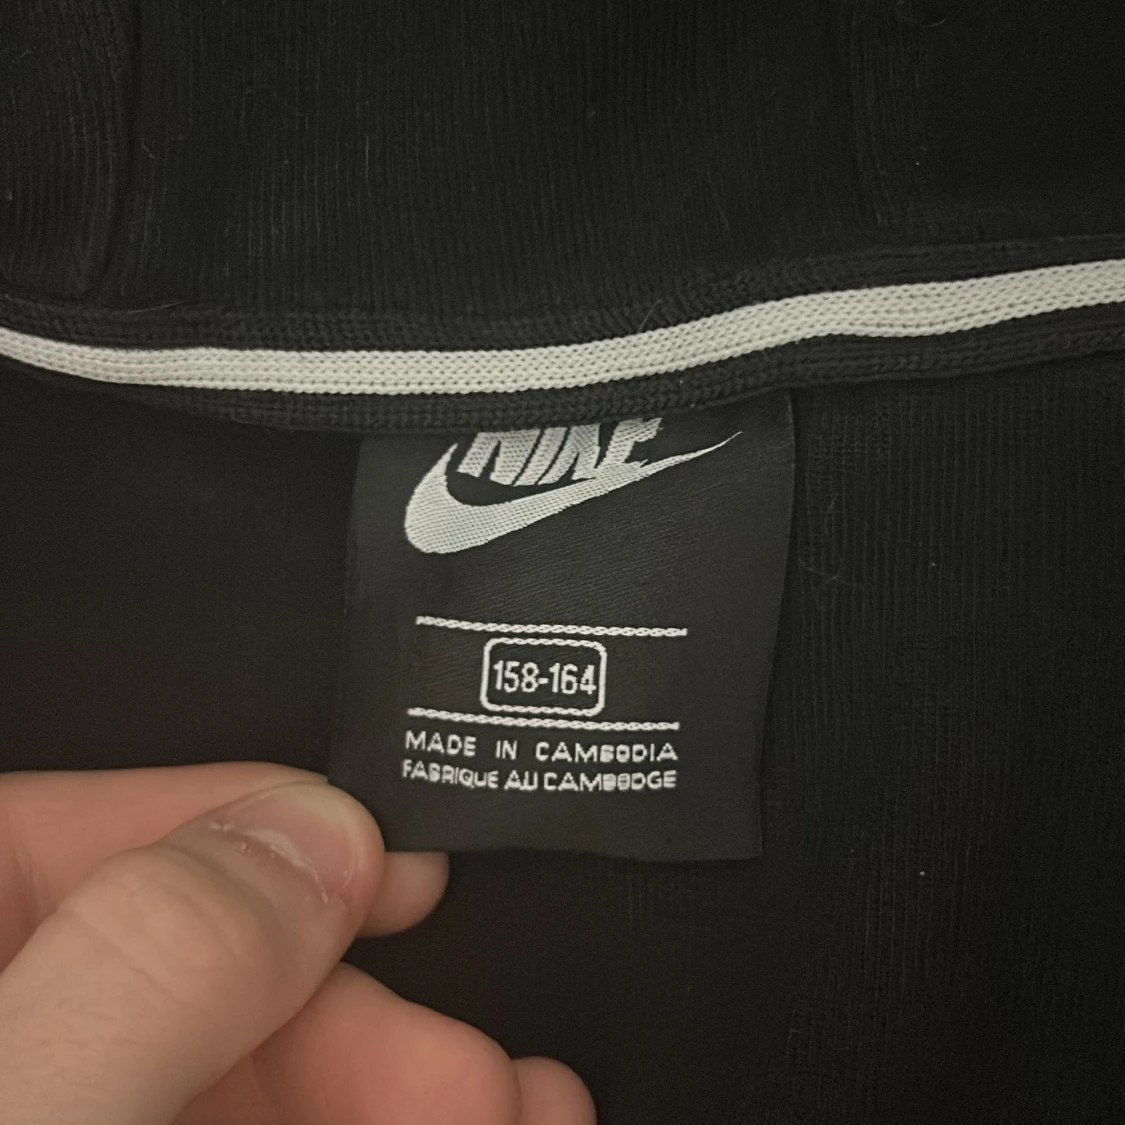 NIKE
158-164
MADE IN CAMBODIA
FABRIQUE AU CAMBODGE